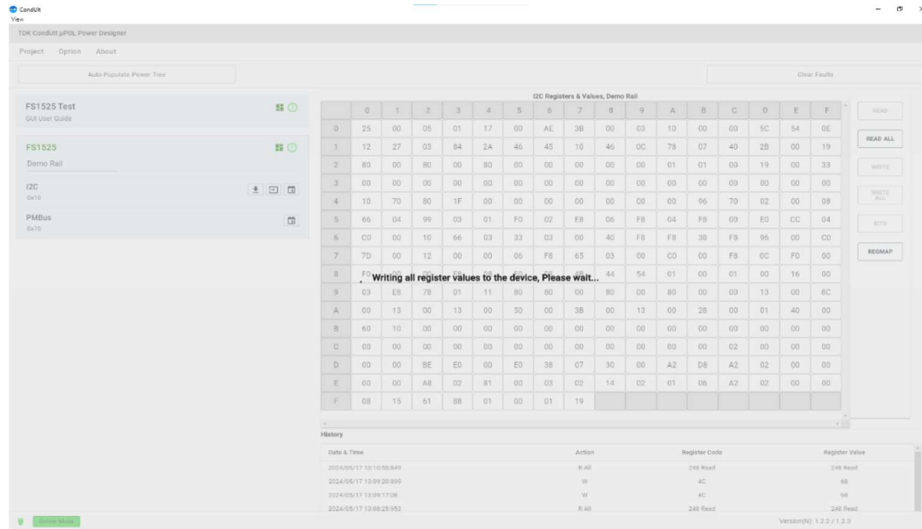 CondUIt
View
TDK CondUIt µPOL Power Designer
Project Option About
Auto-Populate Power Tree
Clear Faults
FS1525 Test
GUI User Guide
FS1525
Demo Rail
I2C
0x10
PMBus
0x70
I2C Registers & Values, Demo Rail
0 1 2 3 4 5 6 7 8 9 A B C D E F
0 25 00 05 01 17 00 AE 3B 00 03 10 00 00 5C 54 0E
1 12 27 03 84 2A 46 45 10 46 0C 78 07 40 2B 00 19
2 80 00 80 00 80 00 00 00 00 00 01 01 00 19 00 33
3 00 00 00 00 00 00 00 00 00 00 00 00 00 00 00 00
4 10 70 80 1F 00 00 00 00 00 00 00 96 70 02 00 08
5 66 04 99 03 01 F0 02 E8 06 F8 04 F8 00 E0 CC 04
6 C0 00 10 66 03 33 03 00 40 F8 F8 38 F8 96 00 CD
7 7D 00 12 00 00 F8 65 03 00 C0 00 F8 0C F0 00
8 F0 44 54 01 00 01 00 16 00
Writing all register values to the device, Please wait...
9 03 E8 78 01 11 80 80 00 80 00 80 00 00 13 00 8C
A 00 13 00 13 00 50 00 3B 00 13 00 28 00 01 40 00
B 60 10 00 00 00 00 00 00 00 00 00 00 00 00 00 00
C 00 00 00 00 00 00 00 00 00 00 00 00 02 00 00 00
D 00 00 BE E0 00 E0 38 07 30 00 A2 D8 A2 02 00 00
E 00 00 A8 02 81 00 03 02 14 02 01 06 A2 02 00 00
F 08 15 61 88 01 00 01 19
READ
READ ALL
WRITE
WRITE ALL
BITS
REGMAP
History
Date & Time Action Register Code Register Value
2024/05/17 13:10:58:849 R All 248 Read 248 Read
2024/05/17 13:09:20:899 W 4C 68
2024/05/17 13:09:17:08 W 4C 68
2024/05/17 13:08:25:952 R All 248 Read 248 Read
Version(N): 1.2.2 / 1.2.3